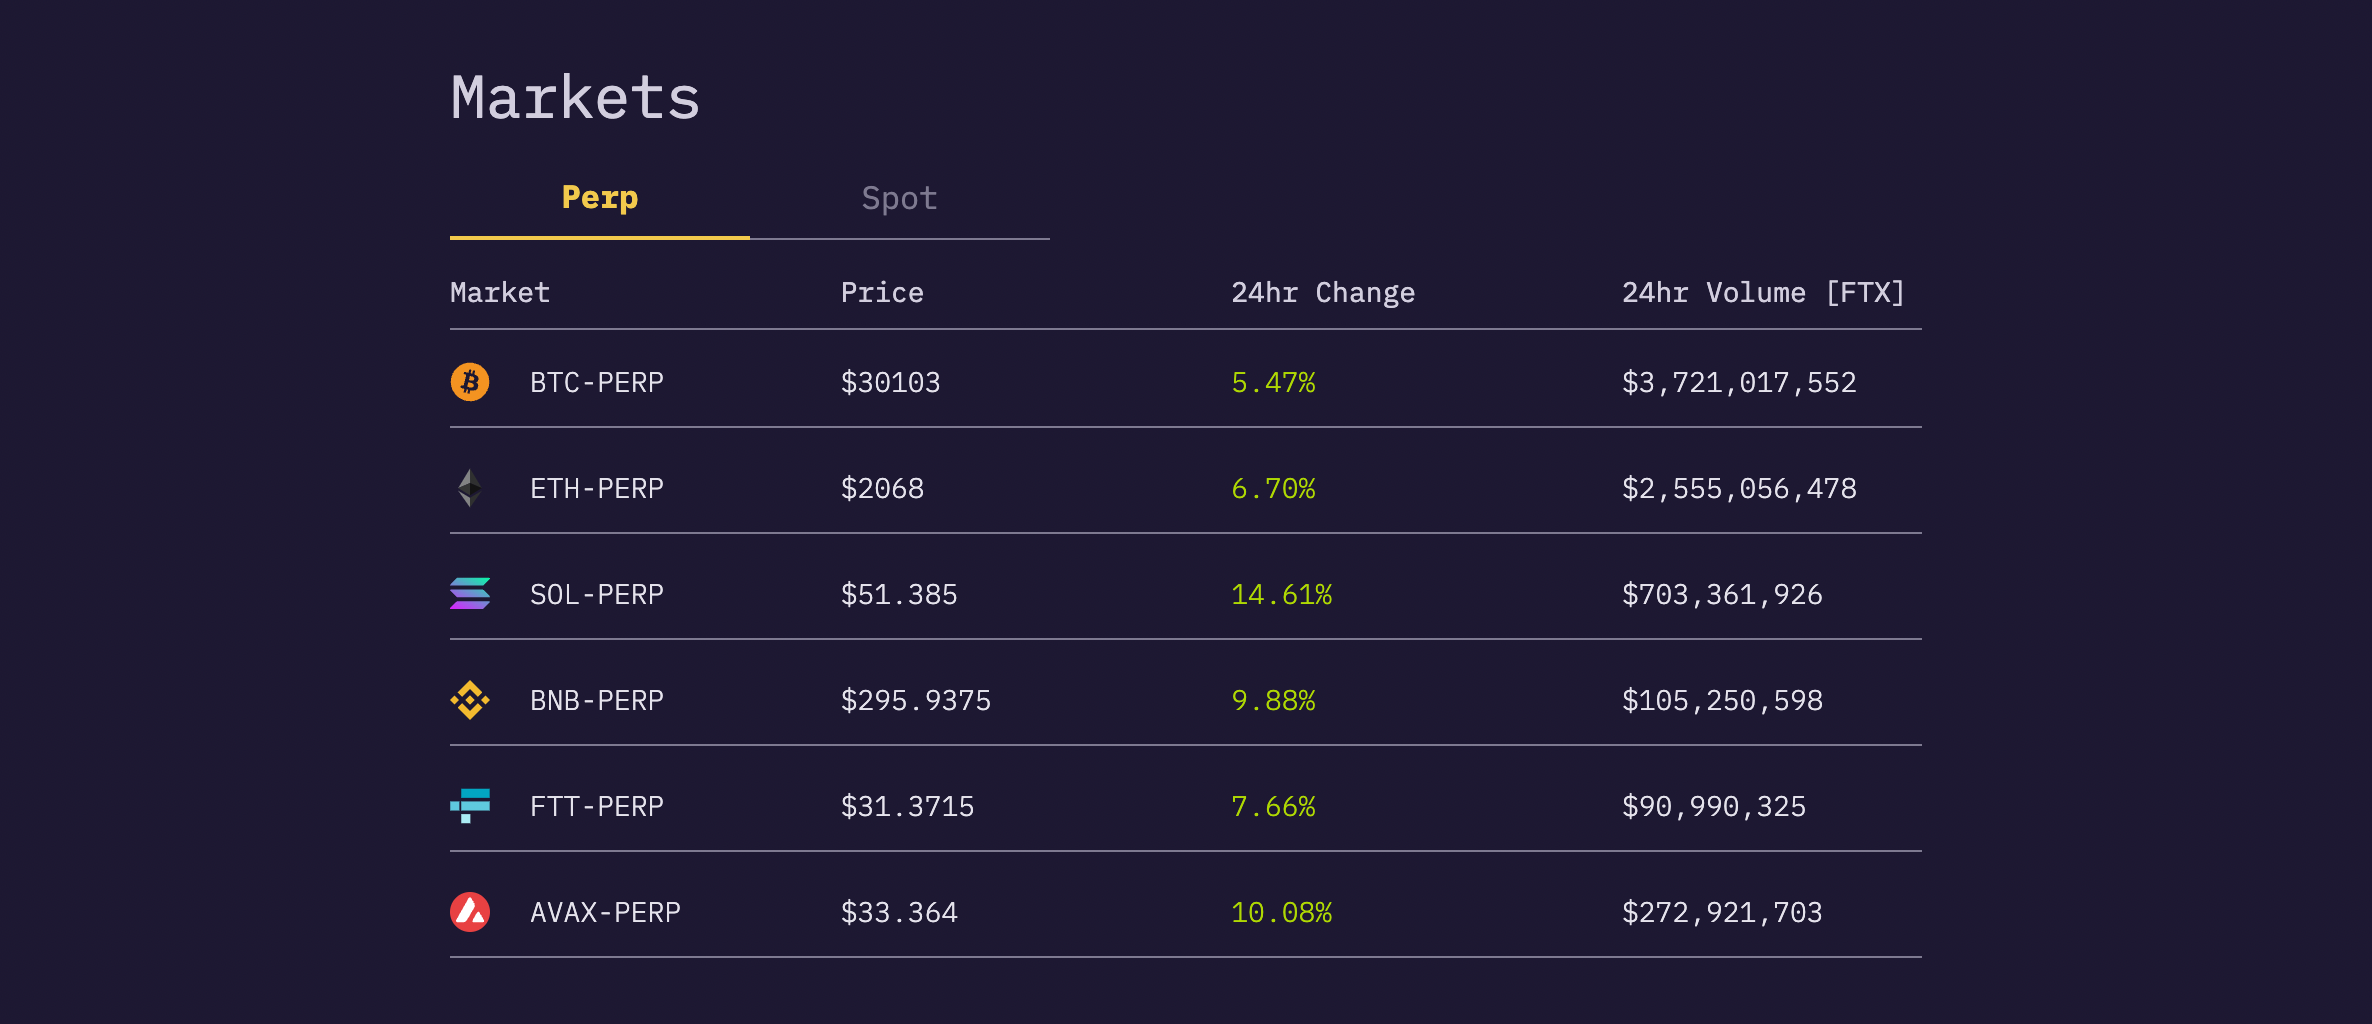 Markets
Perp Spot
Market Price 24hr Change 24hr Volume [FTX]
BTC-PERP $30103 5.47% $3,721,017,552
ETH-PERP $2068 6.70% $2,555,056,478
SOL-PERP $51.385 14.61% $703,361,926
BNB-PERP $295.9375 9.88% $105,250,598
FTT-PERP $31.3715 7.66% $90,990,325
AVAX-PERP $33.364 10.08% $272,921,703